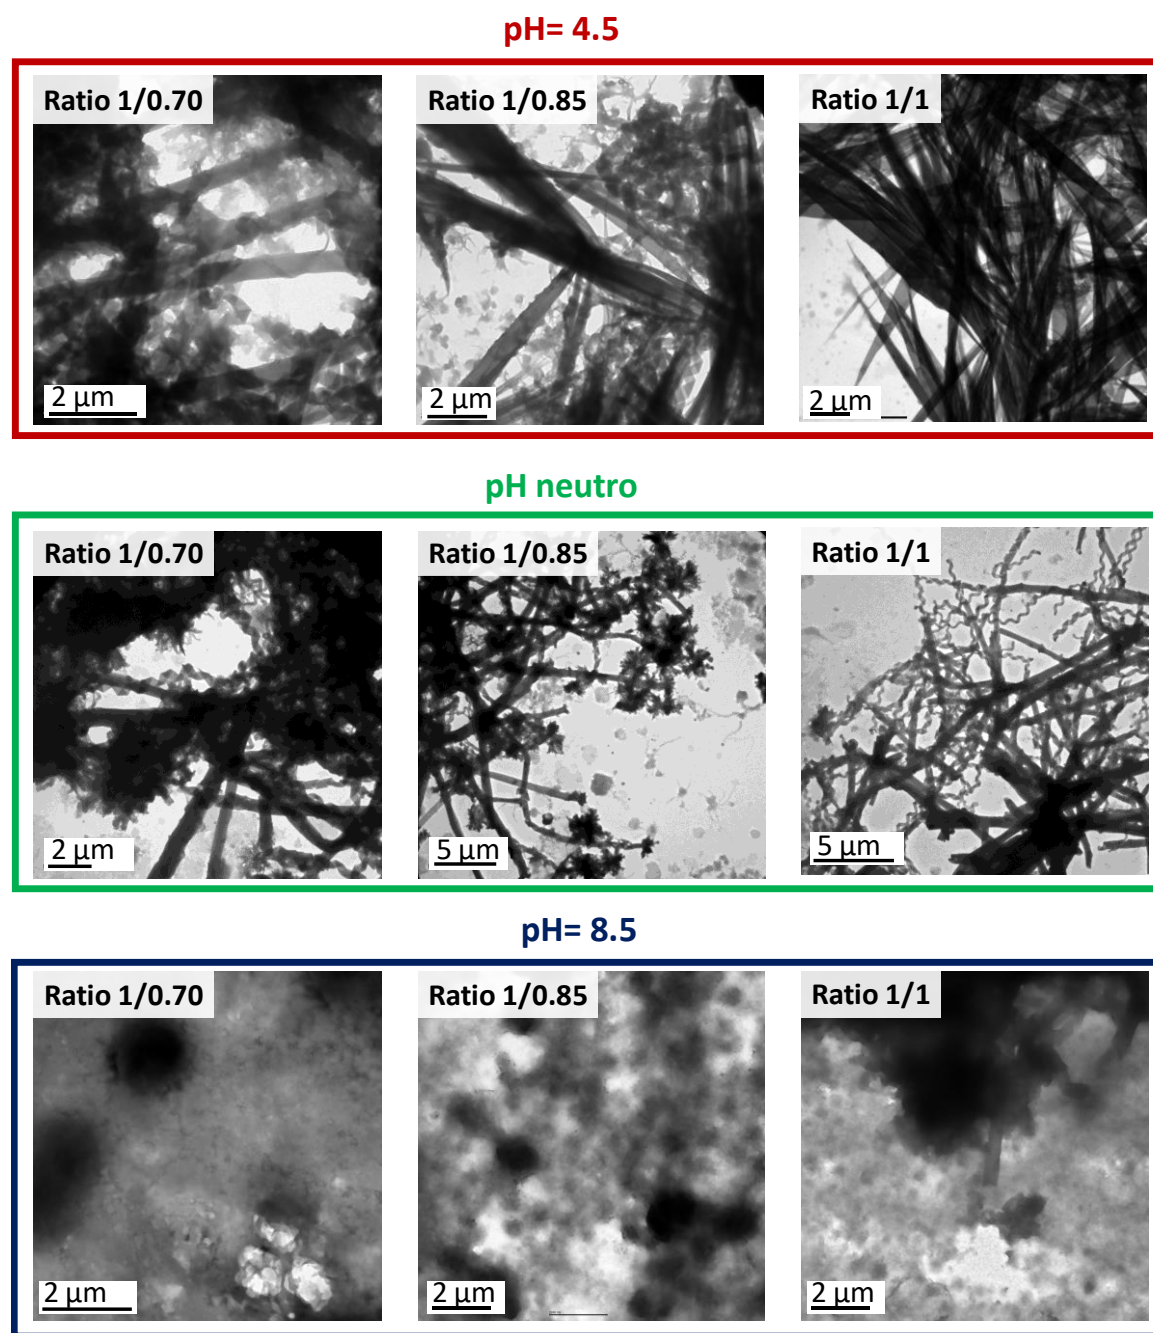 pH= 4.5
Ratio 1/0.70
Ratio 1/0.85
Ratio 1/1
2 µm
2 µm
2 µm
pH neutro
Ratio 1/0.70
Ratio 1/0.85
Ratio 1/1
2 µm
5 µm
5 µm
pH= 8.5
Ratio 1/0.70
Ratio 1/0.85
Ratio 1/1
2 µm
2 µm
2 µm